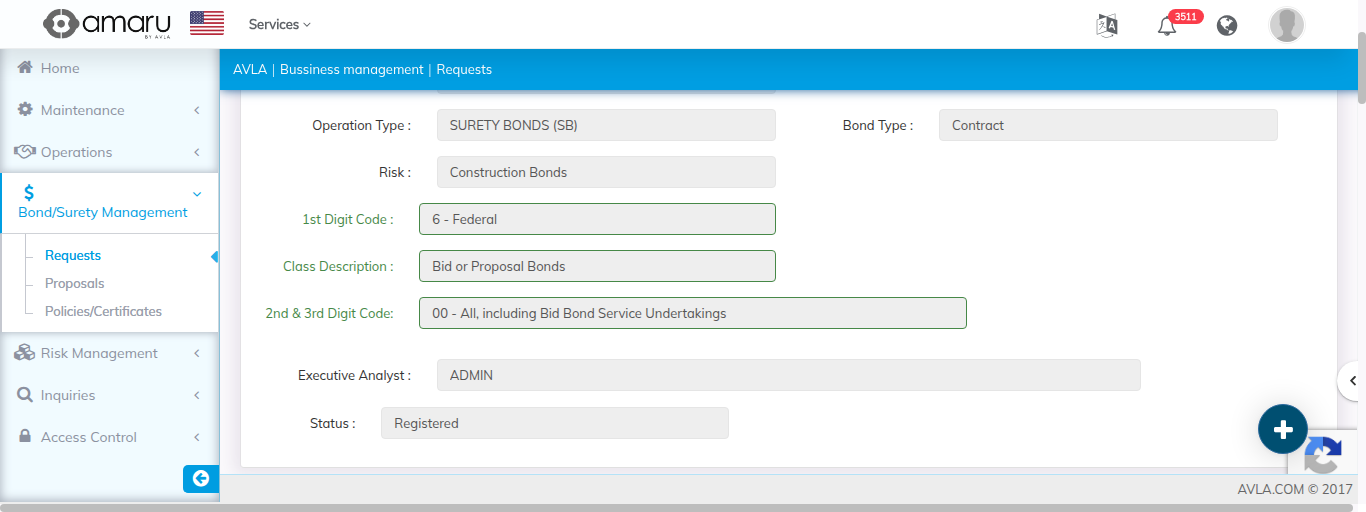 amaru
BY AVLA
Services
3511
Home
Maintenance
Operations
Bond/Surety Management
Requests
Proposals
Policies/Certificates
Risk Management
Inquiries
Access Control
AVLA | Bussiness management | Requests
Operation Type : SURETY BONDS (SB) Bond Type : Contract
Risk : Construction Bonds
1st Digit Code : 6 - Federal
Class Description : Bid or Proposal Bonds
2nd & 3rd Digit Code: 00 - All, including Bid Bond Service Undertakings
Executive Analyst : ADMIN
Status : Registered
AVLA.COM © 2017